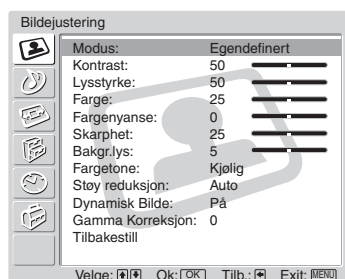 Bildejustering
Modus: Egendefinert
Kontrast: 50
Lysstyrke: 50
Farge: 25
Fargenyanse: 0
Skarphet: 25
Bakgr.lys: 5
Fargetone: Kjølig
Støy reduksjon: Auto
Dynamisk Bilde: På
Gamma Korreksjon: 0
Tilbakestill
Velge: Ok: OK Tilb.: Exit: MENU